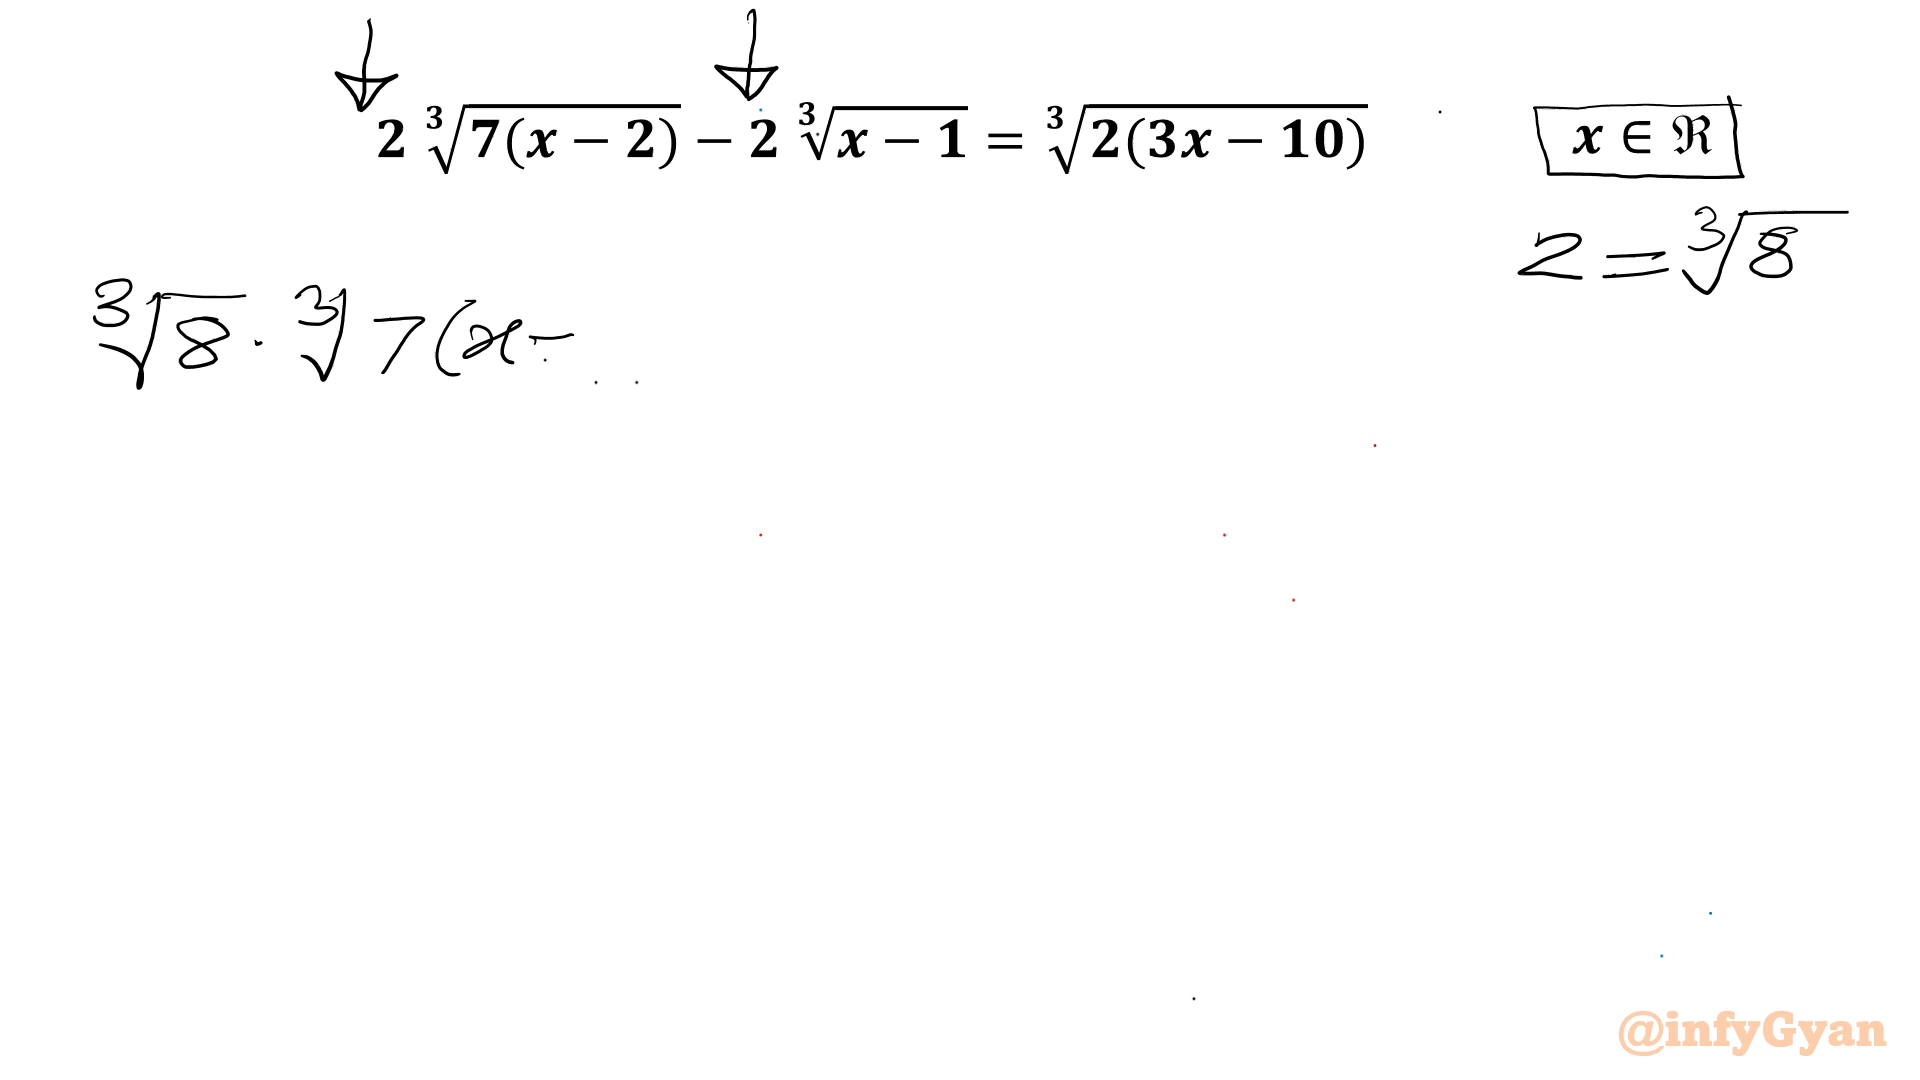 2 ∛7(x − 2) − 2 ∛x − 1 = ∛2(3x − 10) x ∈ ℜ
2 = ∛8
∛8 · ∛7(x −
@infyGyan